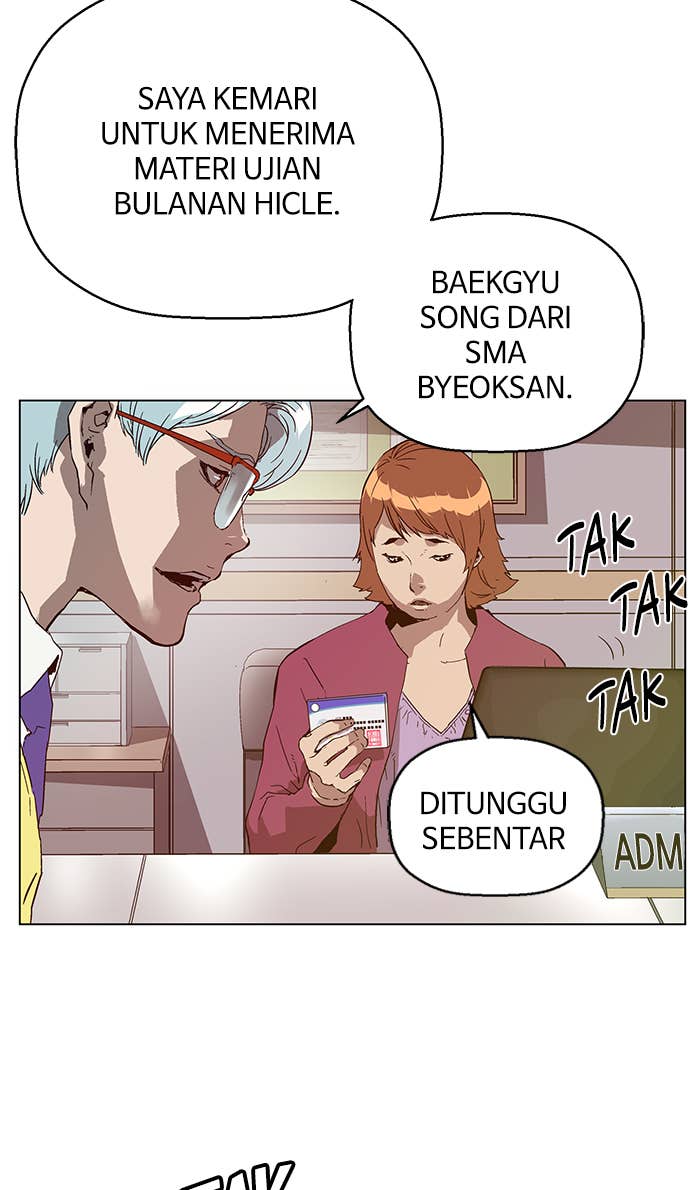 SAYA KEMARI
UNTUK MENERIMA
MATERI UJIAN
BULANAN HICLE.
BAEKGYU
SONG DARI
SMA
BYEOKSAN.
TAK
TAK
TAK
DITUNGGU
SEBENTAR
ADM
TAK